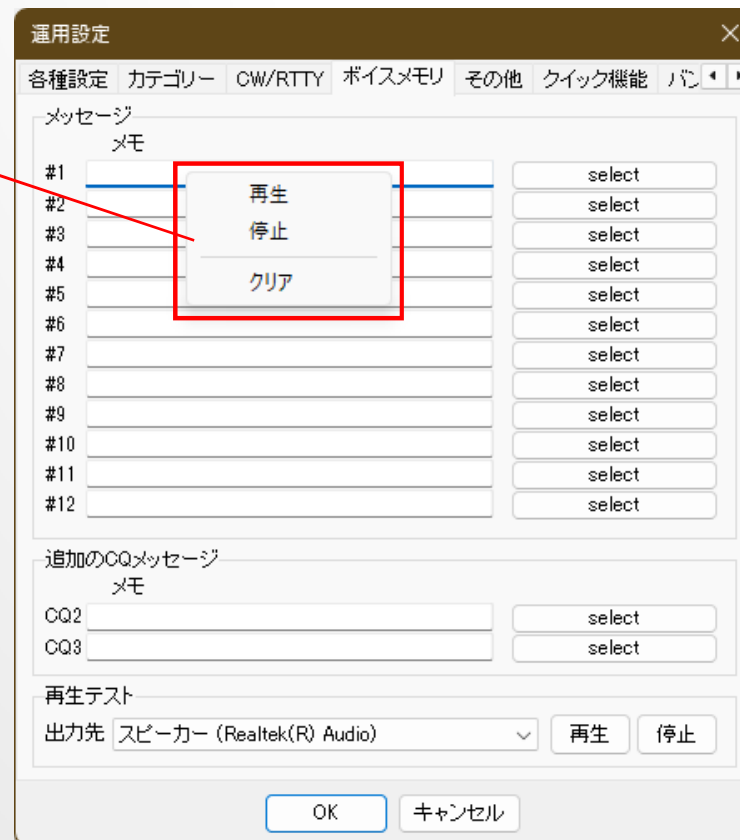 運用設定
各種設定 カテゴリー CW/RTTY ボイスメモリ その他 クイック機能 バン
メッセージ
メモ
#1 select
#2 select
#3 select
#4 select
#5 select
#6 select
#7 select
#8 select
#9 select
#10 select
#11 select
#12 select
再生
停止
クリア
追加のCQメッセージ
メモ
CQ2 select
CQ3 select
再生テスト
出力先 スピーカー (Realtek(R) Audio) 再生 停止
OK キャンセル